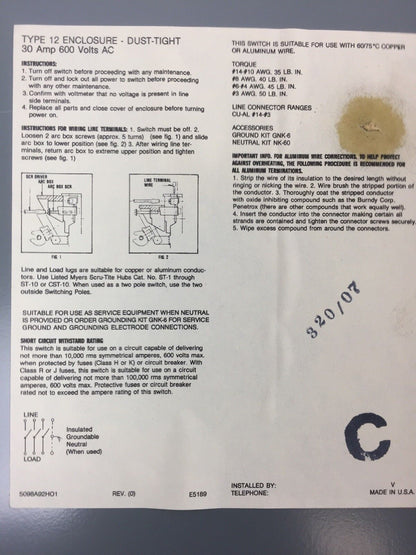 TYPE 12 ENCLOSURE - DUST-TIGHT
30 Amp 600 Volts AC
INSTRUCTIONS:
1. Turn off switch before proceeding with any maintenance.
2. Turn off and lock out all power to switch before proceeding
with any other maintenance.
3. Confirm with voltmeter that no voltage is present in line
side terminals.
4. Replace all parts and close cover of enclosure before turning
power on.
INSTRUCTIONS FOR WIRING LINE TERMINALS: 1. Switch must be off. 2.
Loosen 2 arc box screws (approx. 5 turns) (see fig. 1) and slide
arc box to lower position (see fig. 2) 3. After wiring line ter-
minals, return arc box to extreme upper position and tighten
screws (see fig. 1)
SCR DRIVER
ARC BOX
ARC BOX SCR
FIG 1
LINE TERMINAL
WIRE
FIG 2
Line and Load lugs are suitable for copper or aluminum conduc-
tors. Use Listed Myers Scru-Tite Hubs Cat. No. ST-1 through
ST-10 or CST-10. When used as a two pole switch, use the two
outside Switching Poles.
SUITABLE FOR USE AS SERVICE EQUIPMENT WHEN NEUTRAL
IS PROVIDED OR ORDER GROUNDING KIT GNK-6 FOR SERVICE
GROUND AND GROUNDING ELECTRODE CONNECTIONS.
SHORT CIRCUIT WITHSTAND RATING
This switch is suitable for use on a circuit capable of delivering
not more than 10,000 rms symmetrical amperes, 600 volts max.
when protected by fuses (Class H or K) or circuit breaker. With
Class R or J fuses, this switch is suitable for use on a circuit
capable of delivering not more than 100,000 rms symmetrical
amperes, 600 volts max. Protective fuses or circuit breaker
rated not to exceed the ampere rating of this switch.
LINE
Insulated
Groundable
Neutral
(When used)
LOAD
5098A92HO1 REV. (0) E5189
THIS SWITCH IS SUITABLE FOR USE WITH 60/75°C COPPER
OR ALUMINUM WIRE.
TORQUE
#14-#10 AWG. 35 LB. IN.
#8 AWG. 40 LB. IN.
#6-#4 AWG. 45 LB. IN.
#3 AWG. 50 LB. IN.
LINE CONNECTOR RANGES
CU-AL #14-#3
ACCESSORIES
GROUND KIT GNK-6
NEUTRAL KIT NK-60
IMPORTANT INFO. FOR ALUMINUM WIRE CONNECTIONS. TO HELP PROTECT
AGAINST OVERHEATING, THE FOLLOWING PROCEDURE IS RECOMMENDED FOR
ALL ALUMINUM TERMINATIONS.
1. Strip the wire of its insulation to the desired length without
ringing or nicking the wire. 2. Wire brush the stripped portion of
the conductor. 3. Thoroughly coat the stripped conductor
with oxide inhibiting compound such as the Burndy Corp.
Penetrox (there are other compounds that work equally well).
4. Insert the conductor into the connector making certain all
strands are contained and tighten the connector screws securely.
5. Wipe excess compound from around the connectors.
320/07
C
INSTALLED BY: V
TELEPHONE: MADE IN U.S.A.